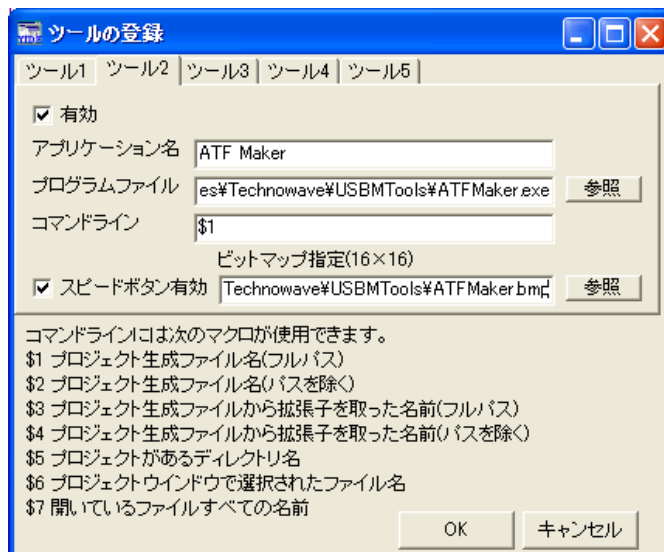 ツールの登録
ツール1 ツール2 ツール3 ツール4 ツール5
有効
アプリケーション名 ATF Maker
プログラムファイル es¥Technowave¥USBMTools¥ATFMaker.exe 参照
コマンドライン $1
ビットマップ指定(16×16)
スピードボタン有効 Technowave¥USBMTools¥ATFMaker.bmp 参照
コマンドラインには次のマクロが使用できます。
$1 プロジェクト生成ファイル名(フルパス)
$2 プロジェクト生成ファイル名(パスを除く)
$3 プロジェクト生成ファイルから拡張子を取った名前(フルパス)
$4 プロジェクト生成ファイルから拡張子を取った名前(パスを除く)
$5 プロジェクトがあるディレクトリ名
$6 プロジェクトウインドウで選択されたファイル名
$7 開いているファイルすべての名前
OK キャンセル